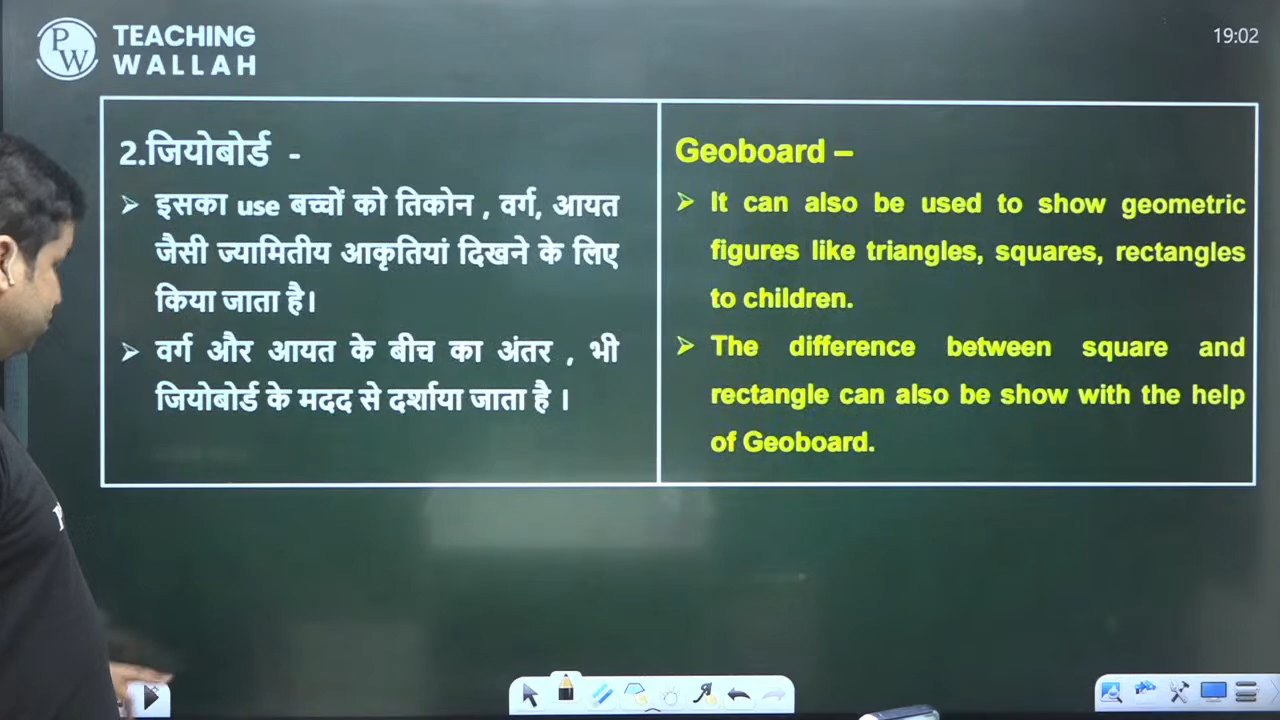 PW
TEACHING
WALLAH
19:02
2.जियोबोर्ड -
इसका use बच्चों को तिकोन , वर्ग, आयत
जैसी ज्यामितीय आकृतियां दिखने के लिए
किया जाता है।
वर्ग और आयत के बीच का अंतर , भी
जियोबोर्ड के मदद से दर्शाया जाता है ।
Geoboard –
It can also be used to show geometric
figures like triangles, squares, rectangles
to children.
The difference between square and
rectangle can also be show with the help
of Geoboard.